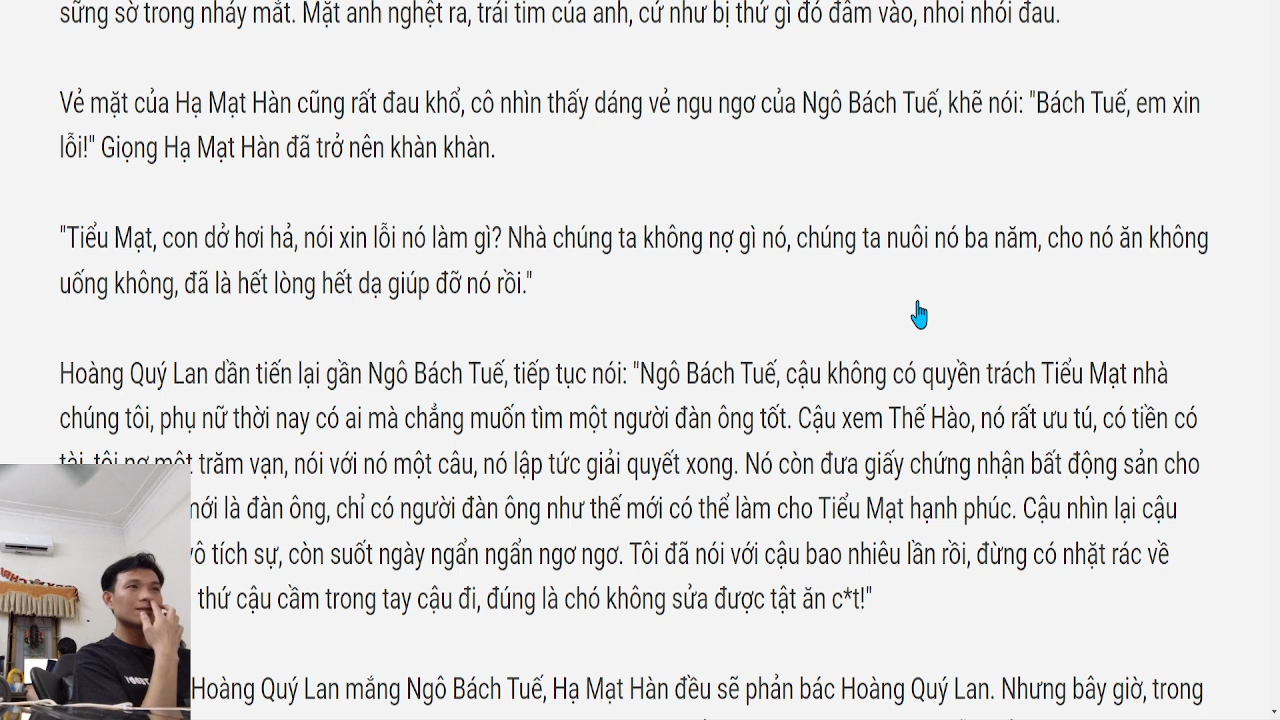 sững sờ trong nháy mắt. Mặt anh nghệt ra, trái tim của anh, cứ như bị thứ gì đó đâm vào, nhoi nhói đau.
Vẻ mặt của Hạ Mạt Hàn cũng rất đau khổ, cô nhìn thấy dáng vẻ ngu ngơ của Ngô Bách Tuế, khẽ nói: "Bách Tuế, em xin
lỗi!" Giọng Hạ Mạt Hàn đã trở nên khàn khàn.
"Tiểu Mạt, con dở hơi hả, nói xin lỗi nó làm gì? Nhà chúng ta không nợ gì nó, chúng ta nuôi nó ba năm, cho nó ăn không
uống không, đã là hết lòng hết dạ giúp đỡ nó rồi."
Hoàng Quý Lan dần tiến lại gần Ngô Bách Tuế, tiếp tục nói: "Ngô Bách Tuế, cậu không có quyền trách Tiểu Mạt nhà
chúng tôi, phụ nữ thời nay có ai mà chẳng muốn tìm một người đàn ông tốt. Cậu xem Thế Hào, nó rất ưu tú, có tiền có
tài, tôi nợ một trăm vạn, nói với nó một câu, nó lập tức giải quyết xong. Nó còn đưa giấy chứng nhận bất động sản cho
mới là đàn ông, chỉ có người đàn ông như thế mới có thể làm cho Tiểu Mạt hạnh phúc. Cậu nhìn lại cậu
vô tích sự, còn suốt ngày ngẩn ngẩn ngơ ngơ. Tôi đã nói với cậu bao nhiêu lần rồi, đừng có nhặt rác về
thứ cậu cầm trong tay cậu đi, đúng là chó không sửa được tật ăn c*t!"
Hoàng Quý Lan mắng Ngô Bách Tuế, Hạ Mạt Hàn đều sẽ phản bác Hoàng Quý Lan. Nhưng bây giờ, trong